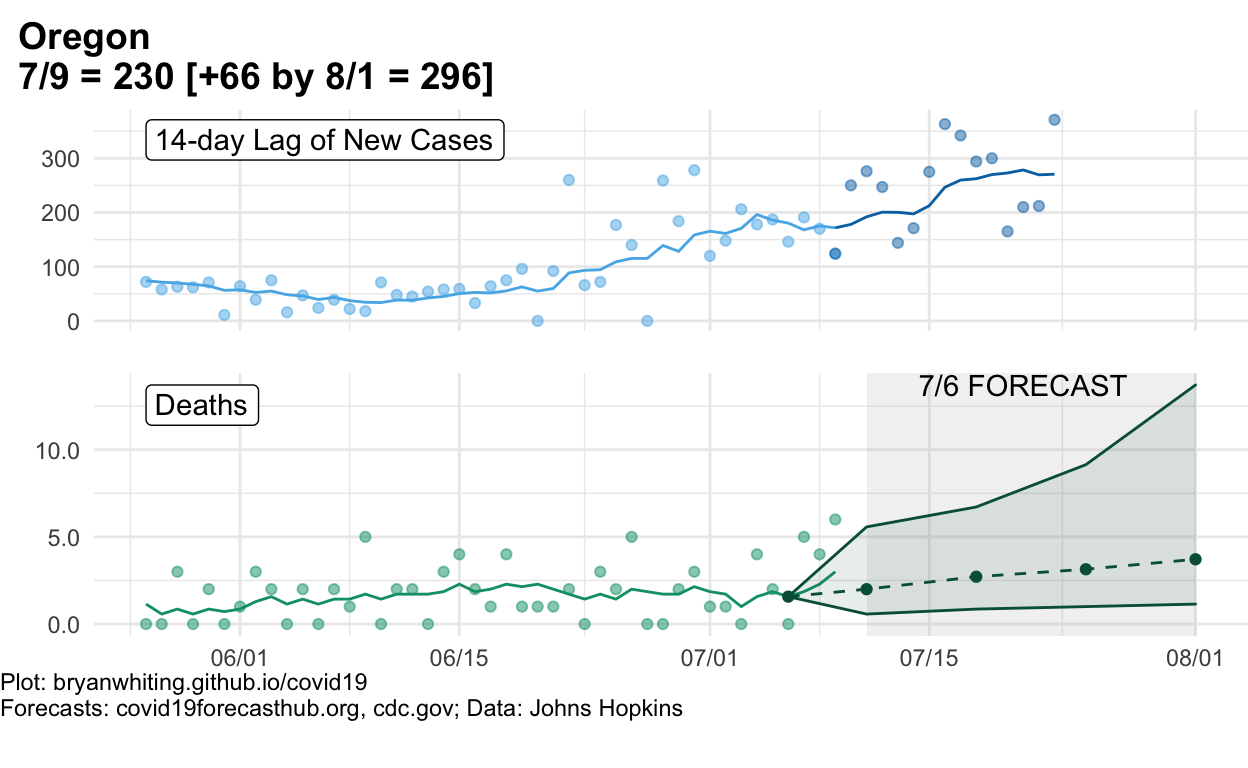 Oregon
7/9 = 230 [+66 by 8/1 = 296]
14-day Lag of New Cases
300
200
100
0
7/6 FORECAST
Deaths
10.0
5.0
0.0
06/01 06/15 07/01 07/15 08/01
Plot: bryanwhiting.github.io/covid19
Forecasts: covid19forecasthub.org, cdc.gov; Data: Johns Hopkins